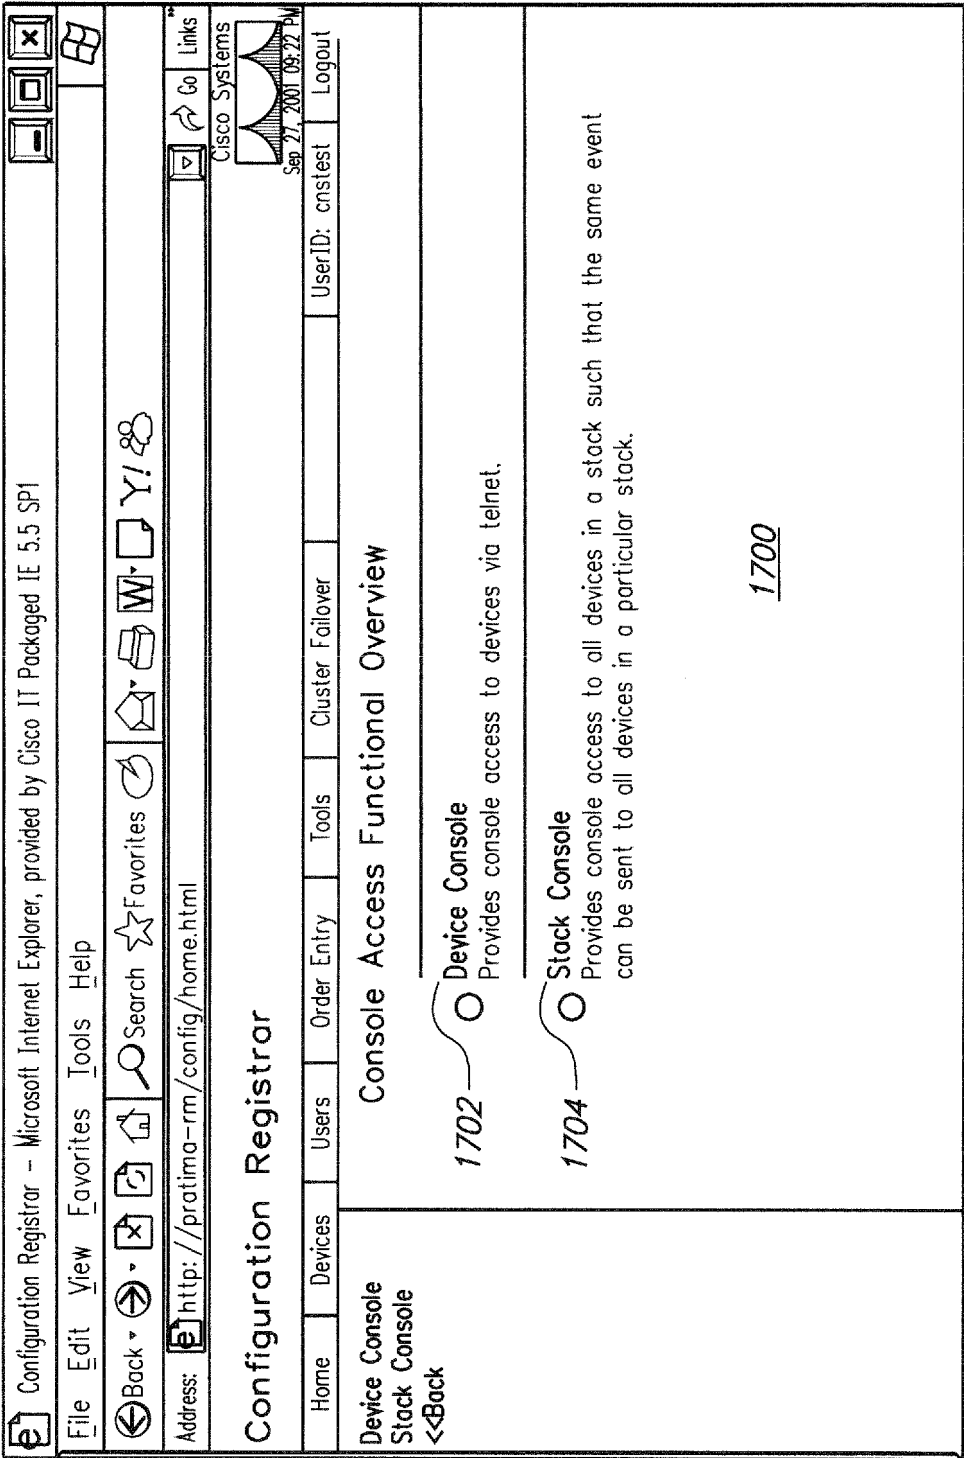 Configuration Registrar – Microsoft Internet Explorer, provided by Cisco IT Packaged IE 5.5 SP1
File Edit View Favorites Tools Help
Back Search Favorites W Y!
Address: http://pratima-rm/config/home.html Go Links »
Cisco Systems
Configuration Registrar
Sep 27, 2001 09:22 PM
Home Devices Users Order Entry Tools Cluster Failover UserID: cnstest Logout
Device Console
Stack Console
<<Back
Console Access Functional Overview
1702
Device Console
Provides console access to devices via telnet.
1704
Stack Console
Provides console access to all devices in a stack such that the same event
can be sent to all devices in a particular stack.
1700